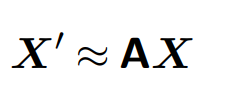 X′ ≈ AX